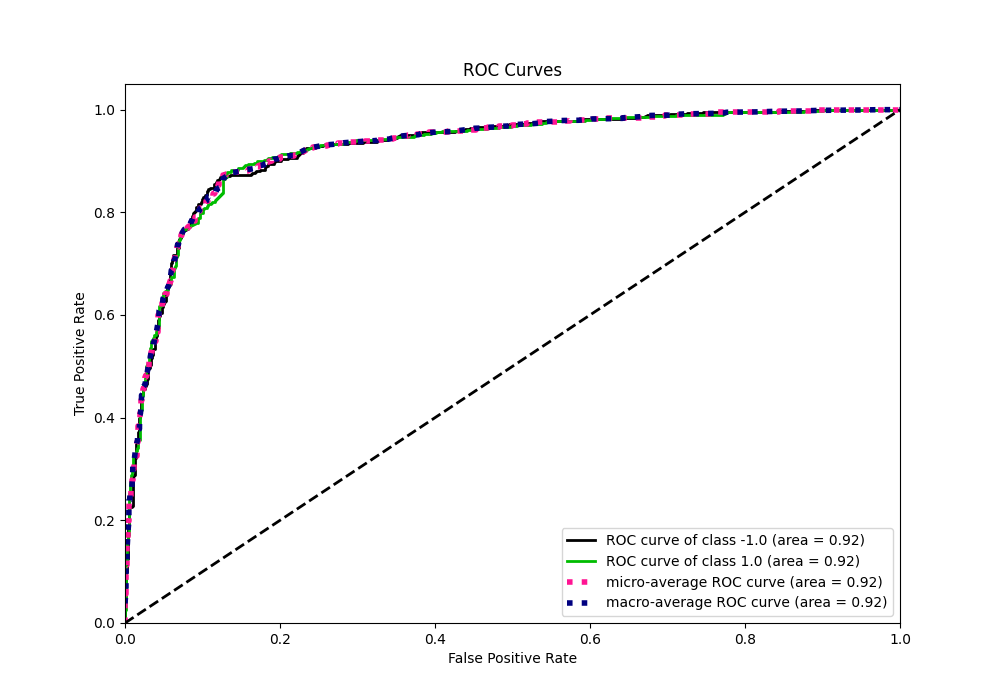 ROC Curves
1.0
0.8
0.6
0.4
0.2
0.0
True Positive Rate
0.0 0.2 0.4 0.6 0.8 1.0
False Positive Rate
ROC curve of class -1.0 (area = 0.92)
ROC curve of class 1.0 (area = 0.92)
micro-average ROC curve (area = 0.92)
macro-average ROC curve (area = 0.92)